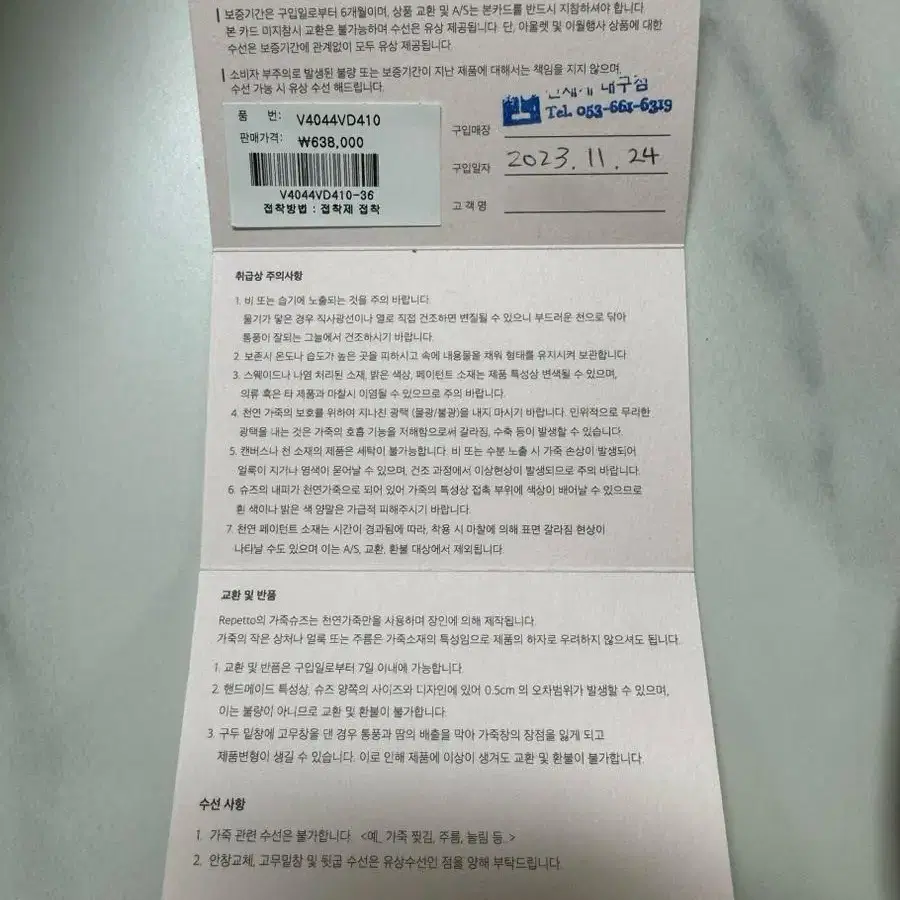 보증기간은 구입일로부터 6개월이며, 상품 교환 및 A/S는 본카드를 반드시 지참하셔야 합니다.
본 카드 미지참시 교환은 불가능하며 수선은 유상 제공됩니다. 단, 아울렛 및 이월행사 상품에 대한
수선은 보증기간에 관계없이 모두 유상 제공됩니다.
소비자 부주의로 발생된 불량 또는 보증기간이 지난 제품에 대해서는 책임을 지지 않으며,
수선 가능 시 유상 수선 해드립니다.
품 번: V4044VD410
판매가격: ₩638,000
V4044VD410-36
접착방법 : 접착제 접착
신세계 대구점
Tel. 053-661-6319
구입매장
구입일자 2023. 11. 24
고 객 명
취급상 주의사항
1. 비 또는 습기에 노출되는 것을 주의 바랍니다.
물기가 닿은 경우 직사광선이나 열로 직접 건조하면 변질될 수 있으니 부드러운 천으로 닦아
통풍이 잘되는 그늘에서 건조하시기 바랍니다.
2. 보존시 온도나 습도가 높은 곳을 피하시고 속에 내용물을 채워 형태를 유지시켜 보관합니다.
3. 스웨이드나 나염 처리된 소재, 밝은 색상, 페이턴트 소재는 제품 특성상 변색될 수 있으며,
의류 혹은 타 제품과 마찰시 이염될 수 있으므로 주의 바랍니다.
4. 천연 가죽의 보호를 위하여 지나친 광택 (물광/불광)을 내지 마시기 바랍니다. 인위적으로 무리한
광택을 내는 것은 가죽의 호흡 기능을 저해함으로써 갈라짐, 수축 등이 발생할 수 있습니다.
5. 캔버스나 천 소재의 제품은 세탁이 불가능합니다. 비 또는 수분 노출 시 가죽 손상이 발생되어
얼룩이 지거나 염색이 묻어날 수 있으며, 건조 과정에서 이상현상이 발생되므로 주의 바랍니다.
6. 슈즈의 내피가 천연가죽으로 되어 있어 가죽의 특성상 접촉 부위에 색상이 배어날 수 있으므로
흰 색이나 밝은 색 양말은 가급적 피해주시기 바랍니다.
7. 천연 페이턴트 소재는 시간이 경과됨에 따라, 착용 시 마찰에 의해 표면 갈라짐 현상이
나타날 수도 있으며 이는 A/S, 교환, 환불 대상에서 제외됩니다.
교환 및 반품
Repetto의 가죽슈즈는 천연가죽만을 사용하며 장인에 의해 제작됩니다.
가죽의 작은 상처나 얼룩 또는 주름은 가죽소재의 특성임으로 제품의 하자로 우려하지 않으셔도 됩니다.
1. 교환 및 반품은 구입일로부터 7일 이내에 가능합니다.
2. 핸드메이드 특성상, 슈즈 양쪽의 사이즈와 디자인에 있어 0.5cm 의 오차범위가 발생할 수 있으며,
이는 불량이 아니므로 교환 및 환불이 불가합니다.
3. 구두 밑창에 고무창을 댄 경우 통풍과 땀의 배출을 막아 가죽창의 장점을 잃게 되고
제품변형이 생길 수 있습니다. 이로 인해 제품에 이상이 생겨도 교환 및 환불이 불가합니다.
수선 사항
1. 가죽 관련 수선은 불가합니다. <예, 가죽 찢김, 주름, 눌림 등..>
2. 안창교체, 고무밑창 및 뒷굽 수선은 유상수선인 점을 양해 부탁드립니다.